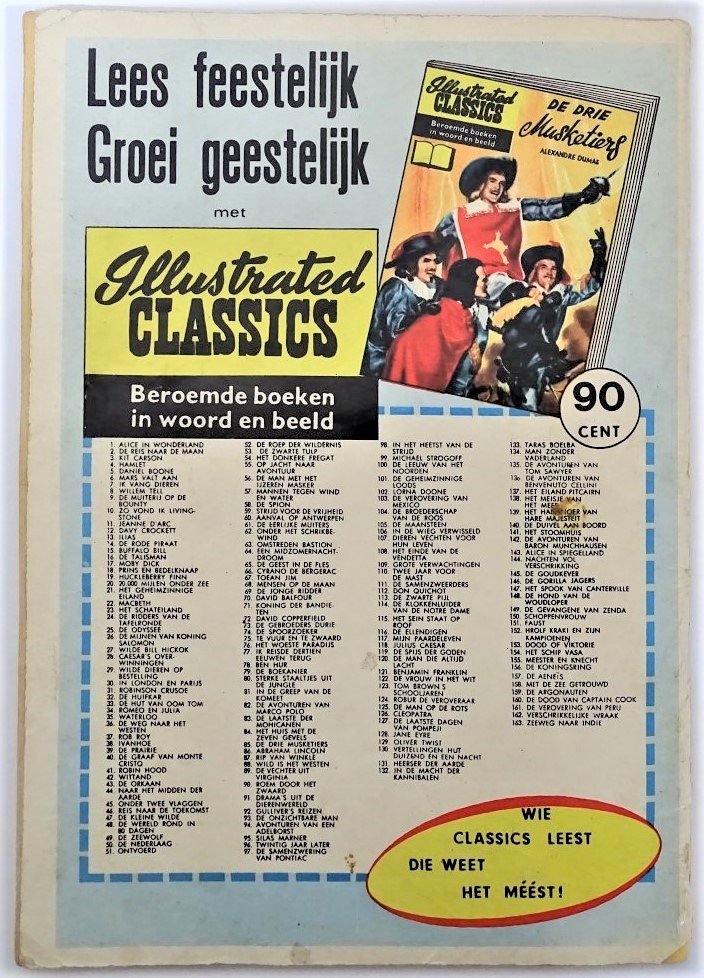 Lees feestelijk
Groei geestelijk
met
Illustrated
CLASSICS
Beroemde boeken
in woord en beeld
Illustrated
CLASSICS
Beroemde boeken
in woord en beeld
DE DRIE
Musketiers
ALEXANDRE DUMAS
90
CENT
1. ALICE IN WONDERLAND
2. DE REIS NAAR DE MAAN
3. KIT CARSON
4. HAMLET
5. DANIEL BOONE
6. MARS VALT AAN
7. IK VANG DIEREN
8. WILLEM TELL
9. DE MUITERIJ OP DE
BOUNTY
10. ZO VOND IK LIVING-
STONE
11. JEANNE D'ARC
12. DAVY CROCKETT
13. ILIAS
14. DE RODE PIRAAT
15. BUFFALO BILL
16. DE TALISMAN
17. MOBY DICK
18. PRINS EN BEDELKNAAP
19. HUCKLEBERRY FINN
20. 20.000 MIJLEN ONDER ZEE
21. HET GEHEIMZINNIGE
EILAND
22. MACBETH
23. HET SCHATEILAND
24. DE RIDDERS VAN DE
TAFELRONDE
25. DE ODYSSEE
26. DE MIJNEN VAN KONING
SALOMON
27. WILDE BILL HICKOK
28. CAESAR'S OVER-
WINNINGEN
29. WILDE DIEREN OP
BESTELLING
30. IN LONDEN EN PARIJS
31. ROBINSON CRUSOE
32. DE HUIFKAR
33. DE HUT VAN OOM TOM
34. ROMEO EN JULIA
35. WATERLOO
36. DE WEG NAAR HET
WESTEN
37. ROB ROY
38. IVANHOE
39. DE PRAIRIE
40. DE GRAAF VAN MONTE
CRISTO
41. ROBIN HOOD
42. WITTAND
43. DE ORKAAN
44. NAAR HET MIDDEN DER
AARDE
45. ONDER TWEE VLAGGEN
46. REIS NAAR DE TOEKOMST
47. DE KLEINE WILDE
48. DE WERELD ROND IN
80 DAGEN
49. DE ZEEWOLF
50. DE NEDERLAAG
51. ONTVOERD
52. DE ROEP DER WILDERNIS
53. DE ZWARTE TULP
54. HET DONKERE FREGAT
55. OP JACHT NAAR
AVONTUUR
56. DE MAN MET HET
IJZEREN MASKER
57. MANNEN TEGEN WIND
EN WATER
58. DE SPION
59. STRIJD VOOR DE VRIJHEID
60. AANVAL OP ANTWERPEN
61. DE EERLIJKE MUITERS
62. ONDER HET SCHRIKBE-
WIND
63. OMSTREDEN BASTION
64. EEN MIDZOMERNACHT-
DROOM
65. DE GEEST IN DE FLES
66. CYRANO DE BERGERAC
67. TOEAN JIM
68. MENSEN OP DE MAAN
69. DE JONGE RIDDER
70. DAVID BALFOUR
71. KONING DER BANDIE-
TEN
72. DAVID COPPERFIELD
73. DE GEBROEDERS DURIE
74. DE SPOORZOEKER
75. TE VUUR EN TE ZWAARD
76. HET WOESTE PARADIJS
77. IK REISDE DERTIEN
EEUWEN TERUG
78. BEN HUR
79. DE BOEKANIER
80. STERKE STAALTJES UIT
DE JUNGLE
81. IN DE GREEP VAN DE
KOMEET
82. DE AVONTUREN VAN
MARCO POLO
83. DE LAATSTE DER
MOHICANEN
84. HET HUIS MET DE
ZEVEN GEVELS
85. DE DRIE MUSKETIERS
86. ABRAHAM LINCOLN
87. RIP VAN WINKLE
88. WILD IS HET WESTEN
89. DE VECHTER UIT
VIRGINIA
90. ROEM DOOR HET
ZWAARD
91. DRAMA'S UIT DE
DIERENWERELD
92. GULLIVER'S REIZEN
93. DE ONZICHTBARE MAN
94. AVONTUREN VAN EEN
ADELBORST
95. SILAS MARNER
96. TWINTIG JAAR LATER
97. DE SAMENZWERING
VAN PONTIAC
98. IN HET HEETST VAN DE
STRIJD
99. MICHAEL STROGOFF
100. DE LEEUW VAN HET
NOORDEN
101. DE GEHEIMZINNIGE
LOODS
102. LORNA DOONE
103. DE VEROVERING VAN
MEXICO
104. DE BROEDERSCHAP
VAN DE ROOS
105. DE MAANSTEEN
106. IN DE WIEG VERWISSELD
107. DIEREN VECHTEN VOOR
HUN LEVEN
108. HET EINDE VAN DE
VENDETTA
109. GROTE VERWACHTINGEN
110. TWEE JAAR VOOR
DE MAST
111. DE SAMENZWEERDERS
112. DON QUICHOT
113. DE ZWARTE PIJL
114. DE KLOKKENLUIDER
VAN DE NOTRE DAME
115. HET SEIN STAAT OP
ROOF
116. DE ELLENDIGEN
117. MIJN PAARDELEVEN
118. JULIUS CAESAR
119. DE SPIJS DER GODEN
120. DE MAN DIE ALTIJD
LACHT
121. BENJAMIN FRANKLIN
122. DE VROUW IN HET WIT
123. TOM BROWN'S
SCHOOLJAREN
124. ROBUR DE VEROVERAAR
125. DE MAN OP DE ROTS
126. CLEOPATRA
127. DE LAATSTE DAGEN
VAN POMPEJI
128. JANE EYRE
129. OLIVER TWIST
130. VERTELLINGEN HUT
DUIZEND EN EEN NACHT
131. HEERSER DER AARDE
132. IN DE MACHT DER
KANNIBALEN
133. TARAS BOELBA
134. MAN ZONDER
VADERLAND
135. DE AVONTUREN VAN
TOM SAWYER
136 DE AVONTUREN VAN
BENVENUTO CELLINI
137. HET EILAND PITCAIRN
138. HET MEISJE VAN
HET MEER
139. HET HALSSNOER VAN
HARE MAJESTEIT
140. DE DUIVEL AAN BOORD
141. HET STOOMHUIS
142. DE AVONTUREN VAN
BARON MUNCHHAUSEN
143. ALICE IN SPIEGELLAND
144. NACHTEN VOL
VERSCHRIKKING
145. DE GOUDKEVER
146. DE GORILLA JAGERS
147. HET SPOOK VAN CANTERVILLE
148. DE HOND VAN DE
WOUDLOPER
149. DE GEVANGENE VAN ZENDA
150. SCHOPPENVROUW
151. FAUST
152. HROLF KRAKI EN ZIJN
KAMPIOENEN
153. DOOD OF VIKTORIE
154. HET SCHIP VASA
155. MEESTER EN KNECHT
156. DE KONINGSRING
157. DE AENEÏS
158. MET DE ZEE GETROUWD
159. DE ARGONAUTEN
160. DE DOOD VAN CAPTAIN COOK
161. DE VEROVERING VAN PERU
162. VERSCHRIKKELIJKE WRAAK
163. ZEEWEG NAAR INDIE
WIE
CLASSICS LEEST
DIE WEET
HET MÉÉST!